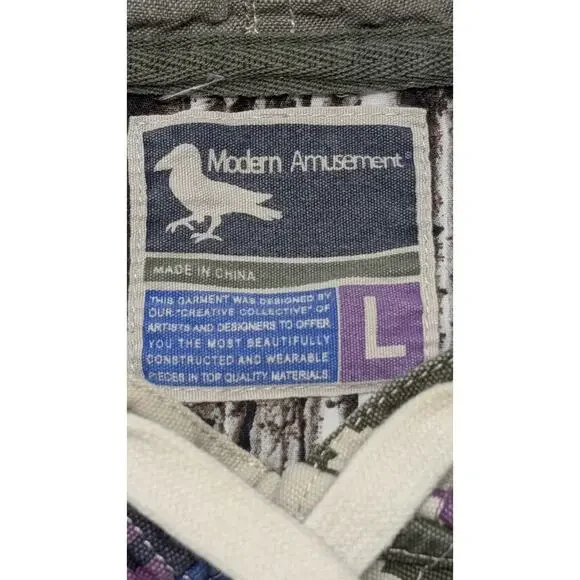 Modern Amusement
MADE IN CHINA
THIS GARMENT WAS DESIGNED BY
OUR "CREATIVE COLLECTIVE" OF
ARTISTS AND DESIGNERS TO OFFER
YOU THE MOST BEAUTIFULLY
CONSTRUCTED AND WEARABLE
PIECES IN TOP QUALITY MATERIALS
L